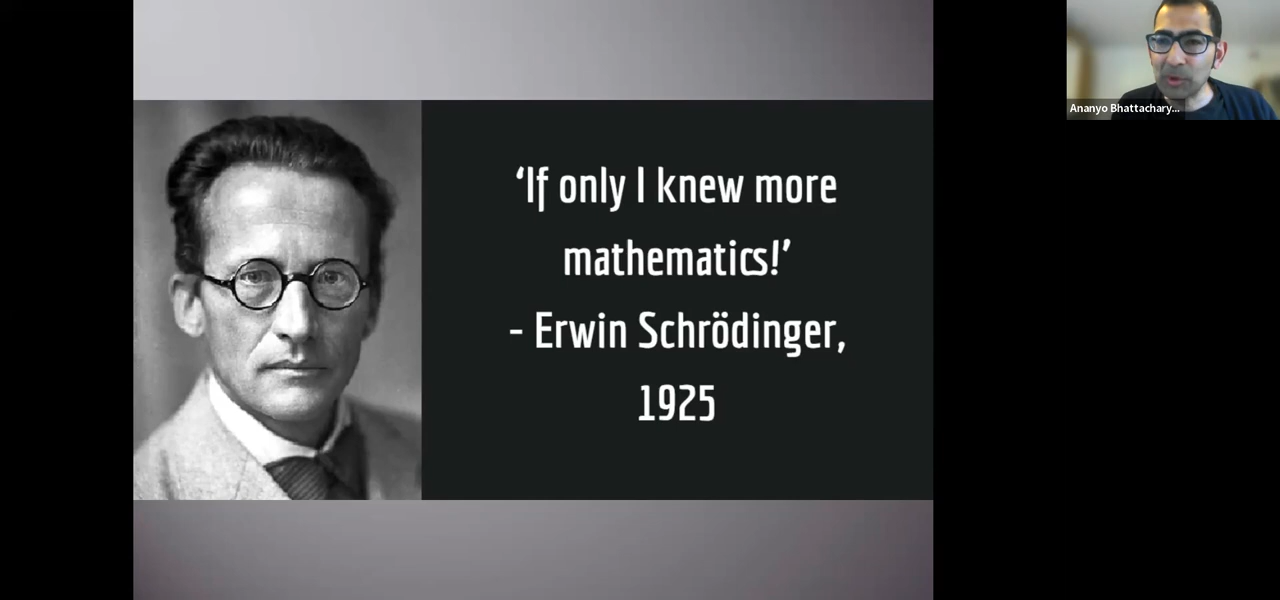 ‘If only I knew more
mathematics!’
- Erwin Schrödinger,
1925
Ananyo Bhattachary...